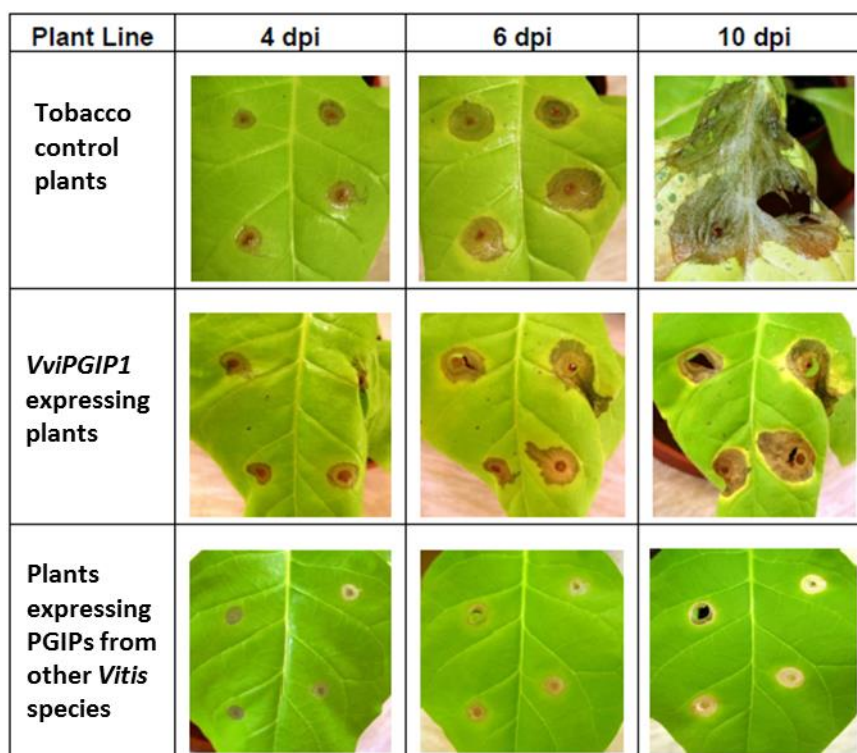 Plant Line 4 dpi 6 dpi 10 dpi
Tobacco
control
plants
VviPGIP1
expressing
plants
Plants
expressing
PGIPs from
other Vitis
species